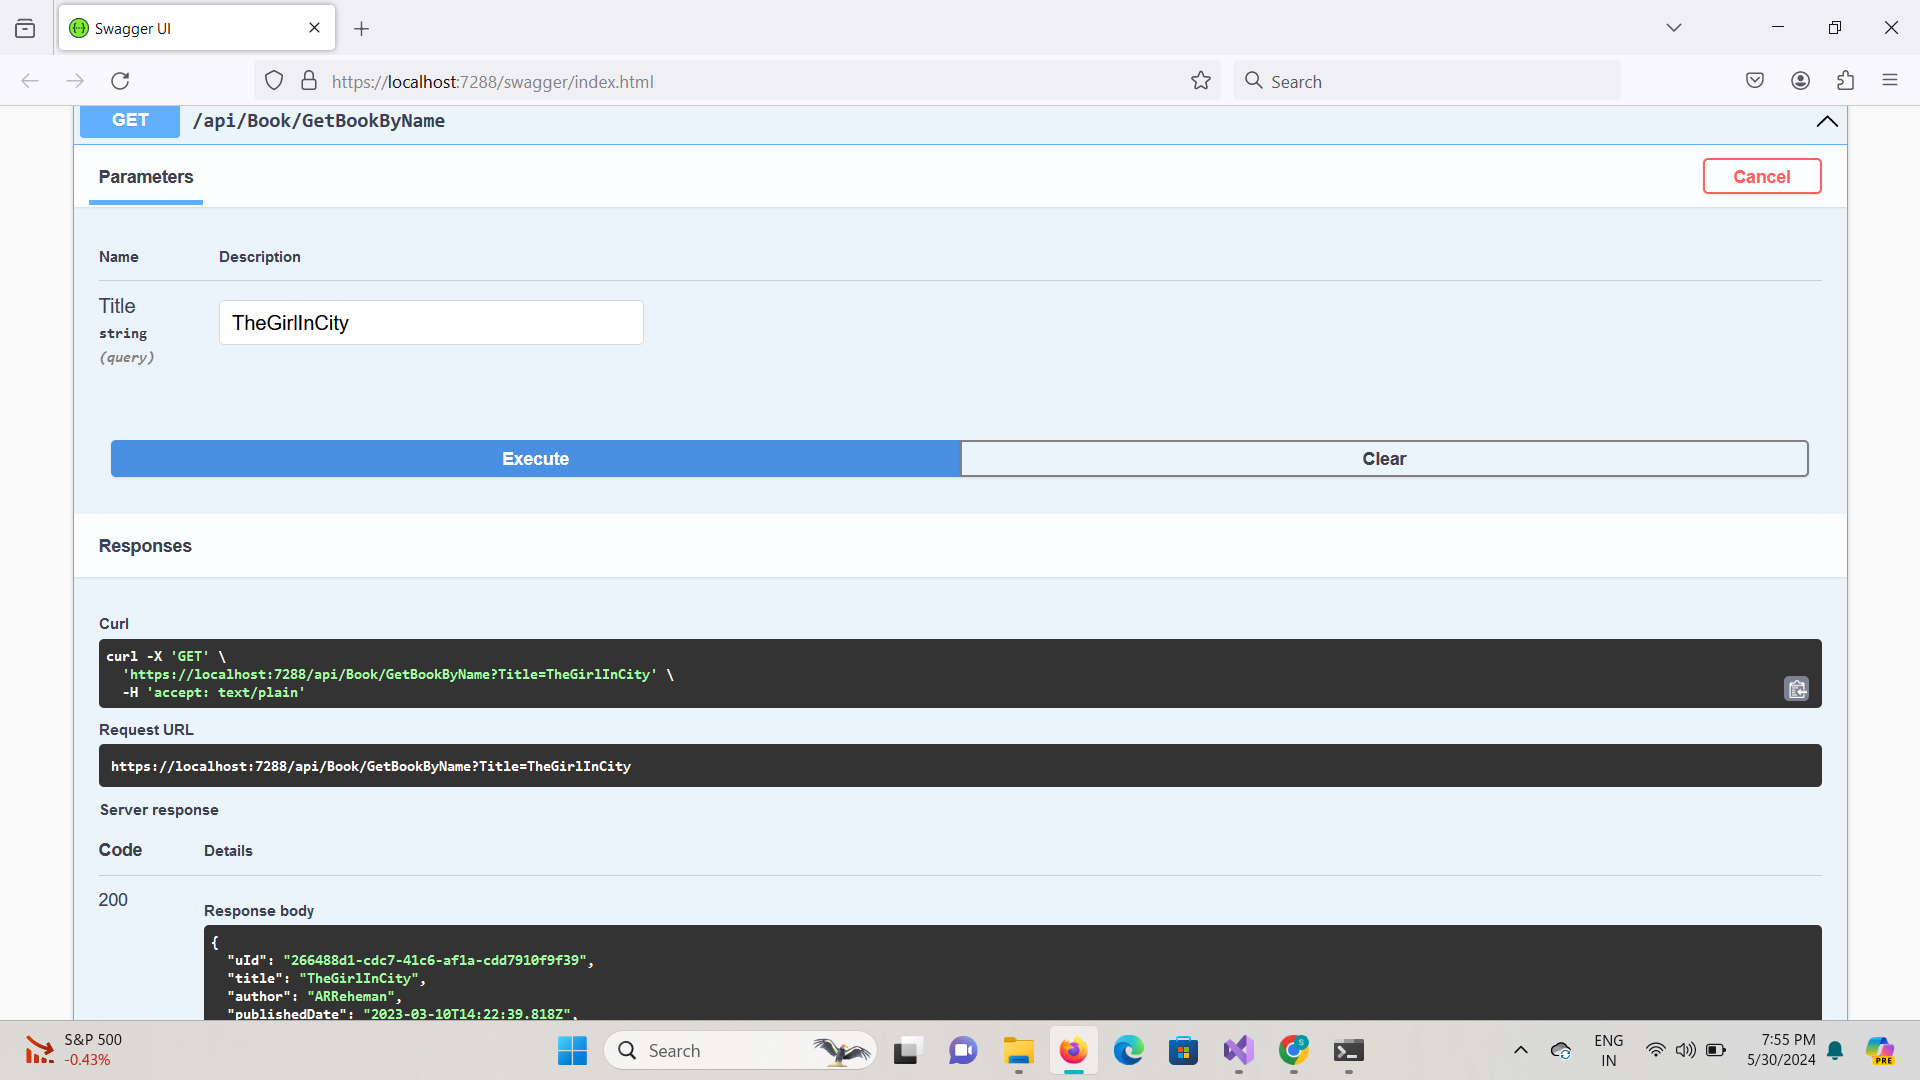 Swagger UI
https://localhost:7288/swagger/index.html
Search
GET /api/Book/GetBookByName
Parameters
Cancel
Name Description
Title
string
(query)
TheGirlInCity
Execute
Clear
Responses
Curl
curl -X 'GET' \
'https://localhost:7288/api/Book/GetBookByName?Title=TheGirlInCity' \
-H 'accept: text/plain'
Request URL
https://localhost:7288/api/Book/GetBookByName?Title=TheGirlInCity
Server response
Code Details
200
Response body
{
"uId": "266488d1-cdc7-41c6-af1a-cdd7910f9f39",
"title": "TheGirlInCity",
"author": "ARReheman",
"publishedDate": "2023-03-10T14:22:39.818Z",
S&P 500
-0.43%
Search
S
ENG
IN
7:55 PM
5/30/2024
PRE